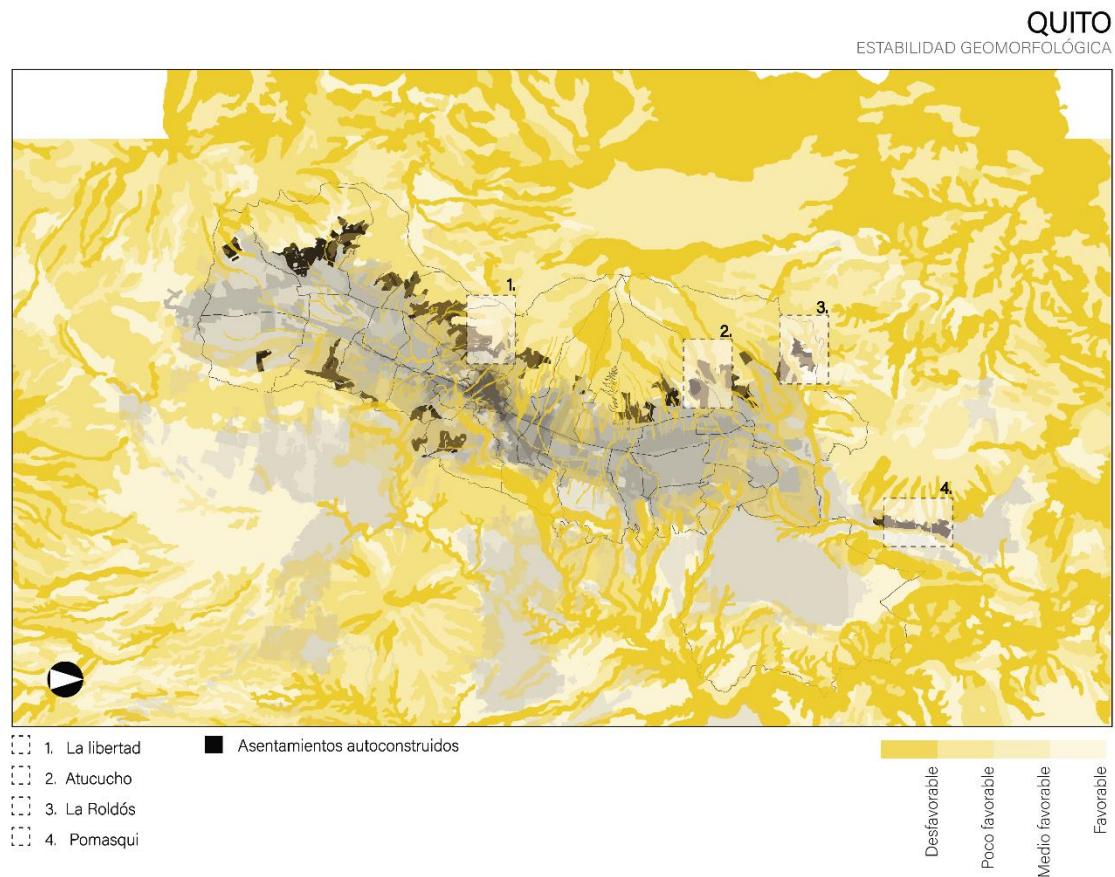 QUITO
ESTABILIDAD GEOMORFOLÓGICA
1.
2.
3.
4.
1. La libertad
2. Atucucho
3. La Roldós
4. Pomasqui
Asentamientos autoconstruidos
Desfavorable
Poco favorable
Medio favorable
Favorable